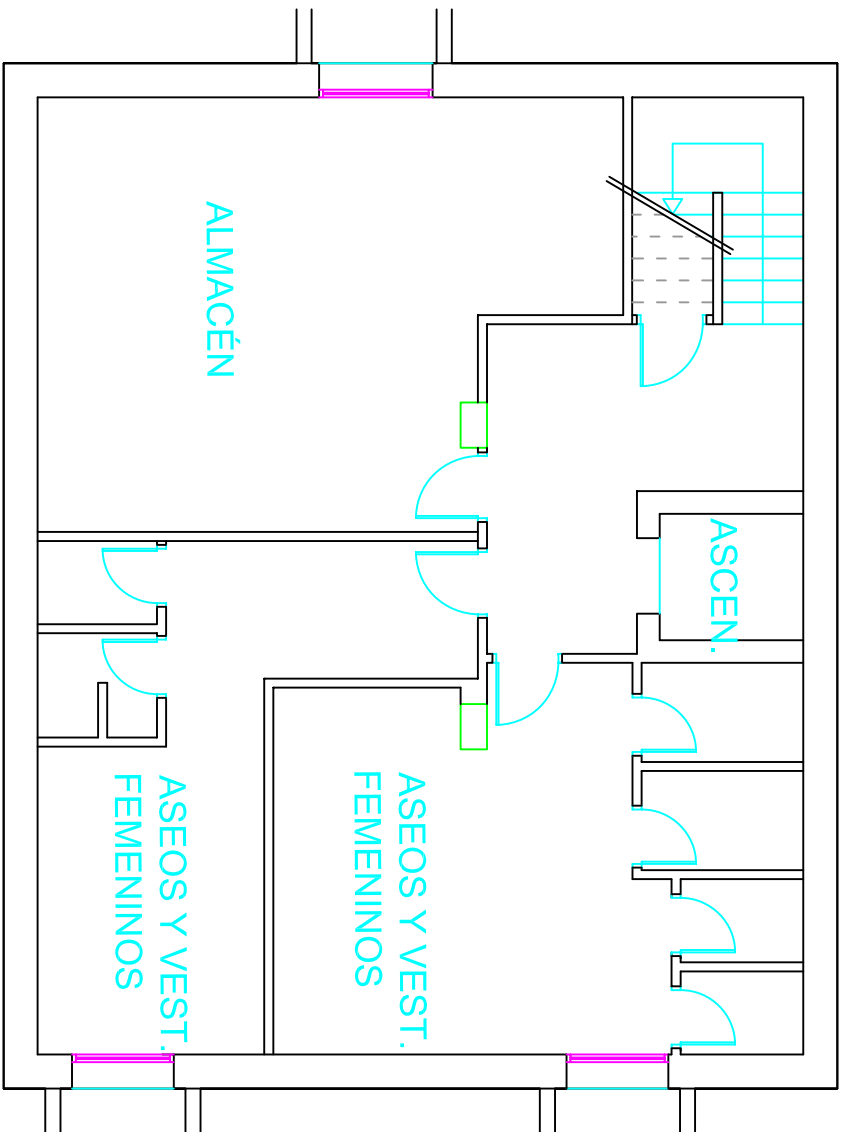 ALMACÉN
ASCEN.
ASEOS Y VEST.
FEMENINOS
ASEOS Y VEST.
FEMENINOS